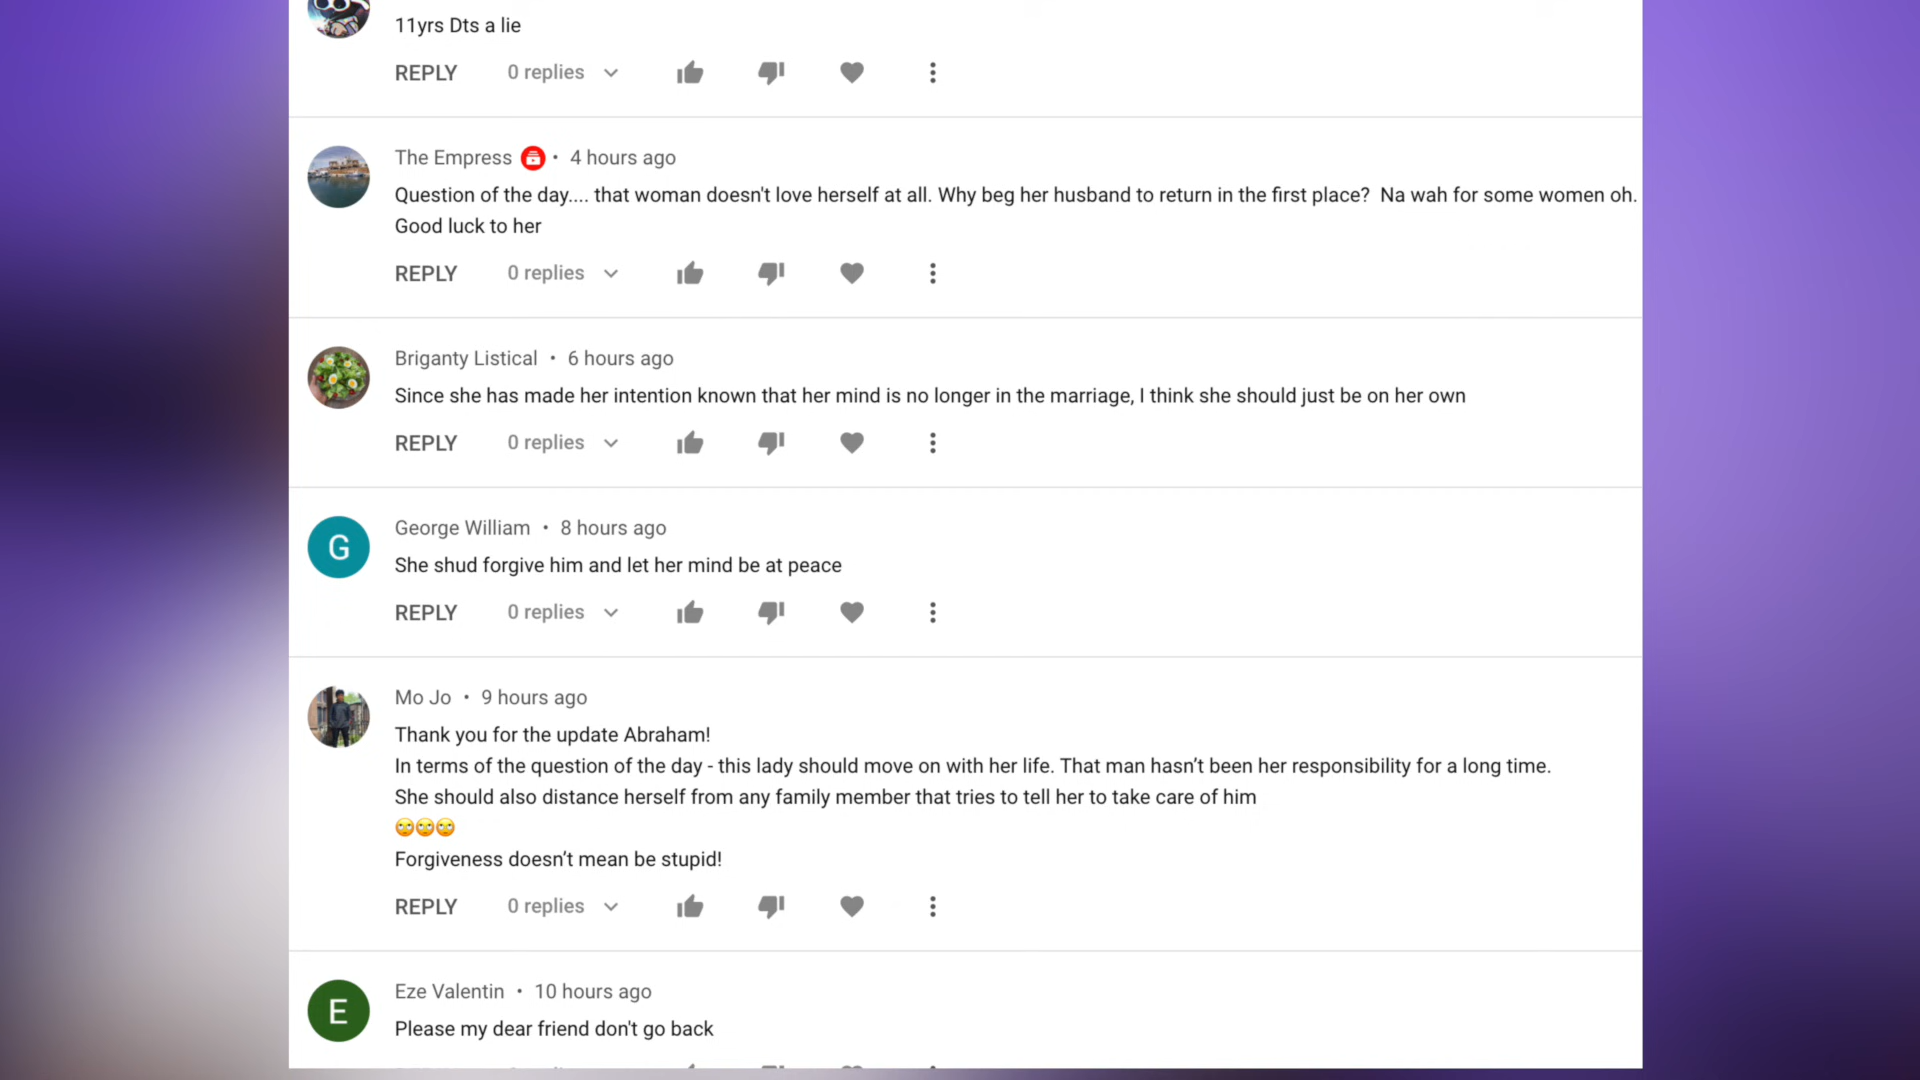 11yrs Dts a lie
REPLY 0 replies
The Empress • 4 hours ago
Question of the day.... that woman doesn't love herself at all. Why beg her husband to return in the first place? Na wah for some women oh.
Good luck to her
REPLY 0 replies
Briganty Listical • 6 hours ago
Since she has made her intention known that her mind is no longer in the marriage, I think she should just be on her own
REPLY 0 replies
G
George William • 8 hours ago
She shud forgive him and let her mind be at peace
REPLY 0 replies
Mo Jo • 9 hours ago
Thank you for the update Abraham!
In terms of the question of the day - this lady should move on with her life. That man hasn’t been her responsibility for a long time.
She should also distance herself from any family member that tries to tell her to take care of him
🙄🙄🙄
Forgiveness doesn’t mean be stupid!
REPLY 0 replies
E
Eze Valentin • 10 hours ago
Please my dear friend don't go back